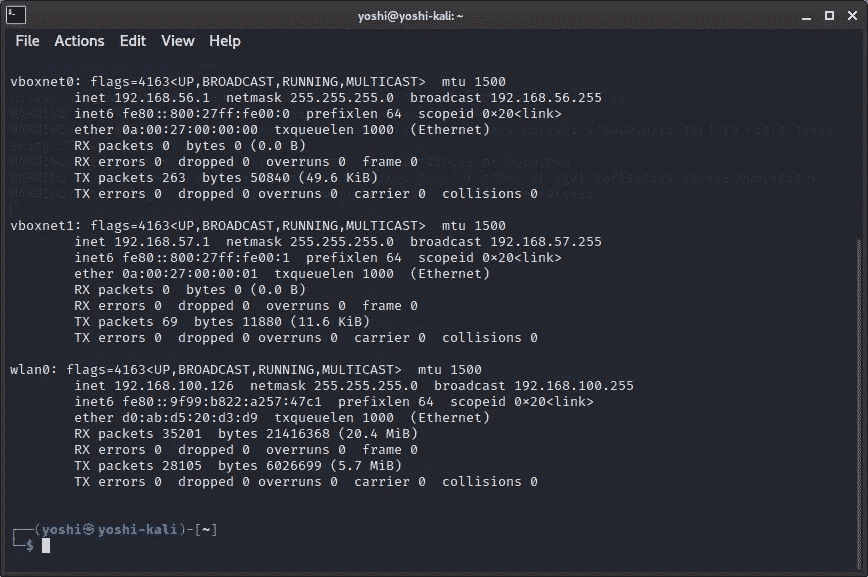 yoshi@yoshi-kali: ~
File Actions Edit View Help
vboxnet0: flags=4163<UP,BROADCAST,RUNNING,MULTICAST>  mtu 1500
        inet 192.168.56.1  netmask 255.255.255.0  broadcast 192.168.56.255
        inet6 fe80::800:27ff:fe00:0  prefixlen 64  scopeid 0×20<link>
        ether 0a:00:27:00:00:00  txqueuelen 1000  (Ethernet)
        RX packets 0  bytes 0 (0.0 B)
        RX errors 0  dropped 0  overruns 0  frame 0
        TX packets 263  bytes 50840 (49.6 KiB)
        TX errors 0  dropped 0 overruns 0  carrier 0  collisions 0
vboxnet1: flags=4163<UP,BROADCAST,RUNNING,MULTICAST>  mtu 1500
        inet 192.168.57.1  netmask 255.255.255.0  broadcast 192.168.57.255
        inet6 fe80::800:27ff:fe00:1  prefixlen 64  scopeid 0×20<link>
        ether 0a:00:27:00:00:01  txqueuelen 1000  (Ethernet)
        RX packets 0  bytes 0 (0.0 B)
        RX errors 0  dropped 0  overruns 0  frame 0
        TX packets 69  bytes 11880 (11.6 KiB)
        TX errors 0  dropped 0 overruns 0  carrier 0  collisions 0
wlan0: flags=4163<UP,BROADCAST,RUNNING,MULTICAST>  mtu 1500
        inet 192.168.100.126  netmask 255.255.255.0  broadcast 192.168.100.255
        inet6 fe80::9f99:b822:a257:47c1  prefixlen 64  scopeid 0×20<link>
        ether d0:ab:d5:20:d3:d9  txqueuelen 1000  (Ethernet)
        RX packets 35201  bytes 21416368 (20.4 MiB)
        RX errors 0  dropped 0  overruns 0  frame 0
        TX packets 28105  bytes 6026699 (5.7 MiB)
        TX errors 0  dropped 0 overruns 0  carrier 0  collisions 0
┌──(yoshi㉿yoshi-kali)-[~]
└─$